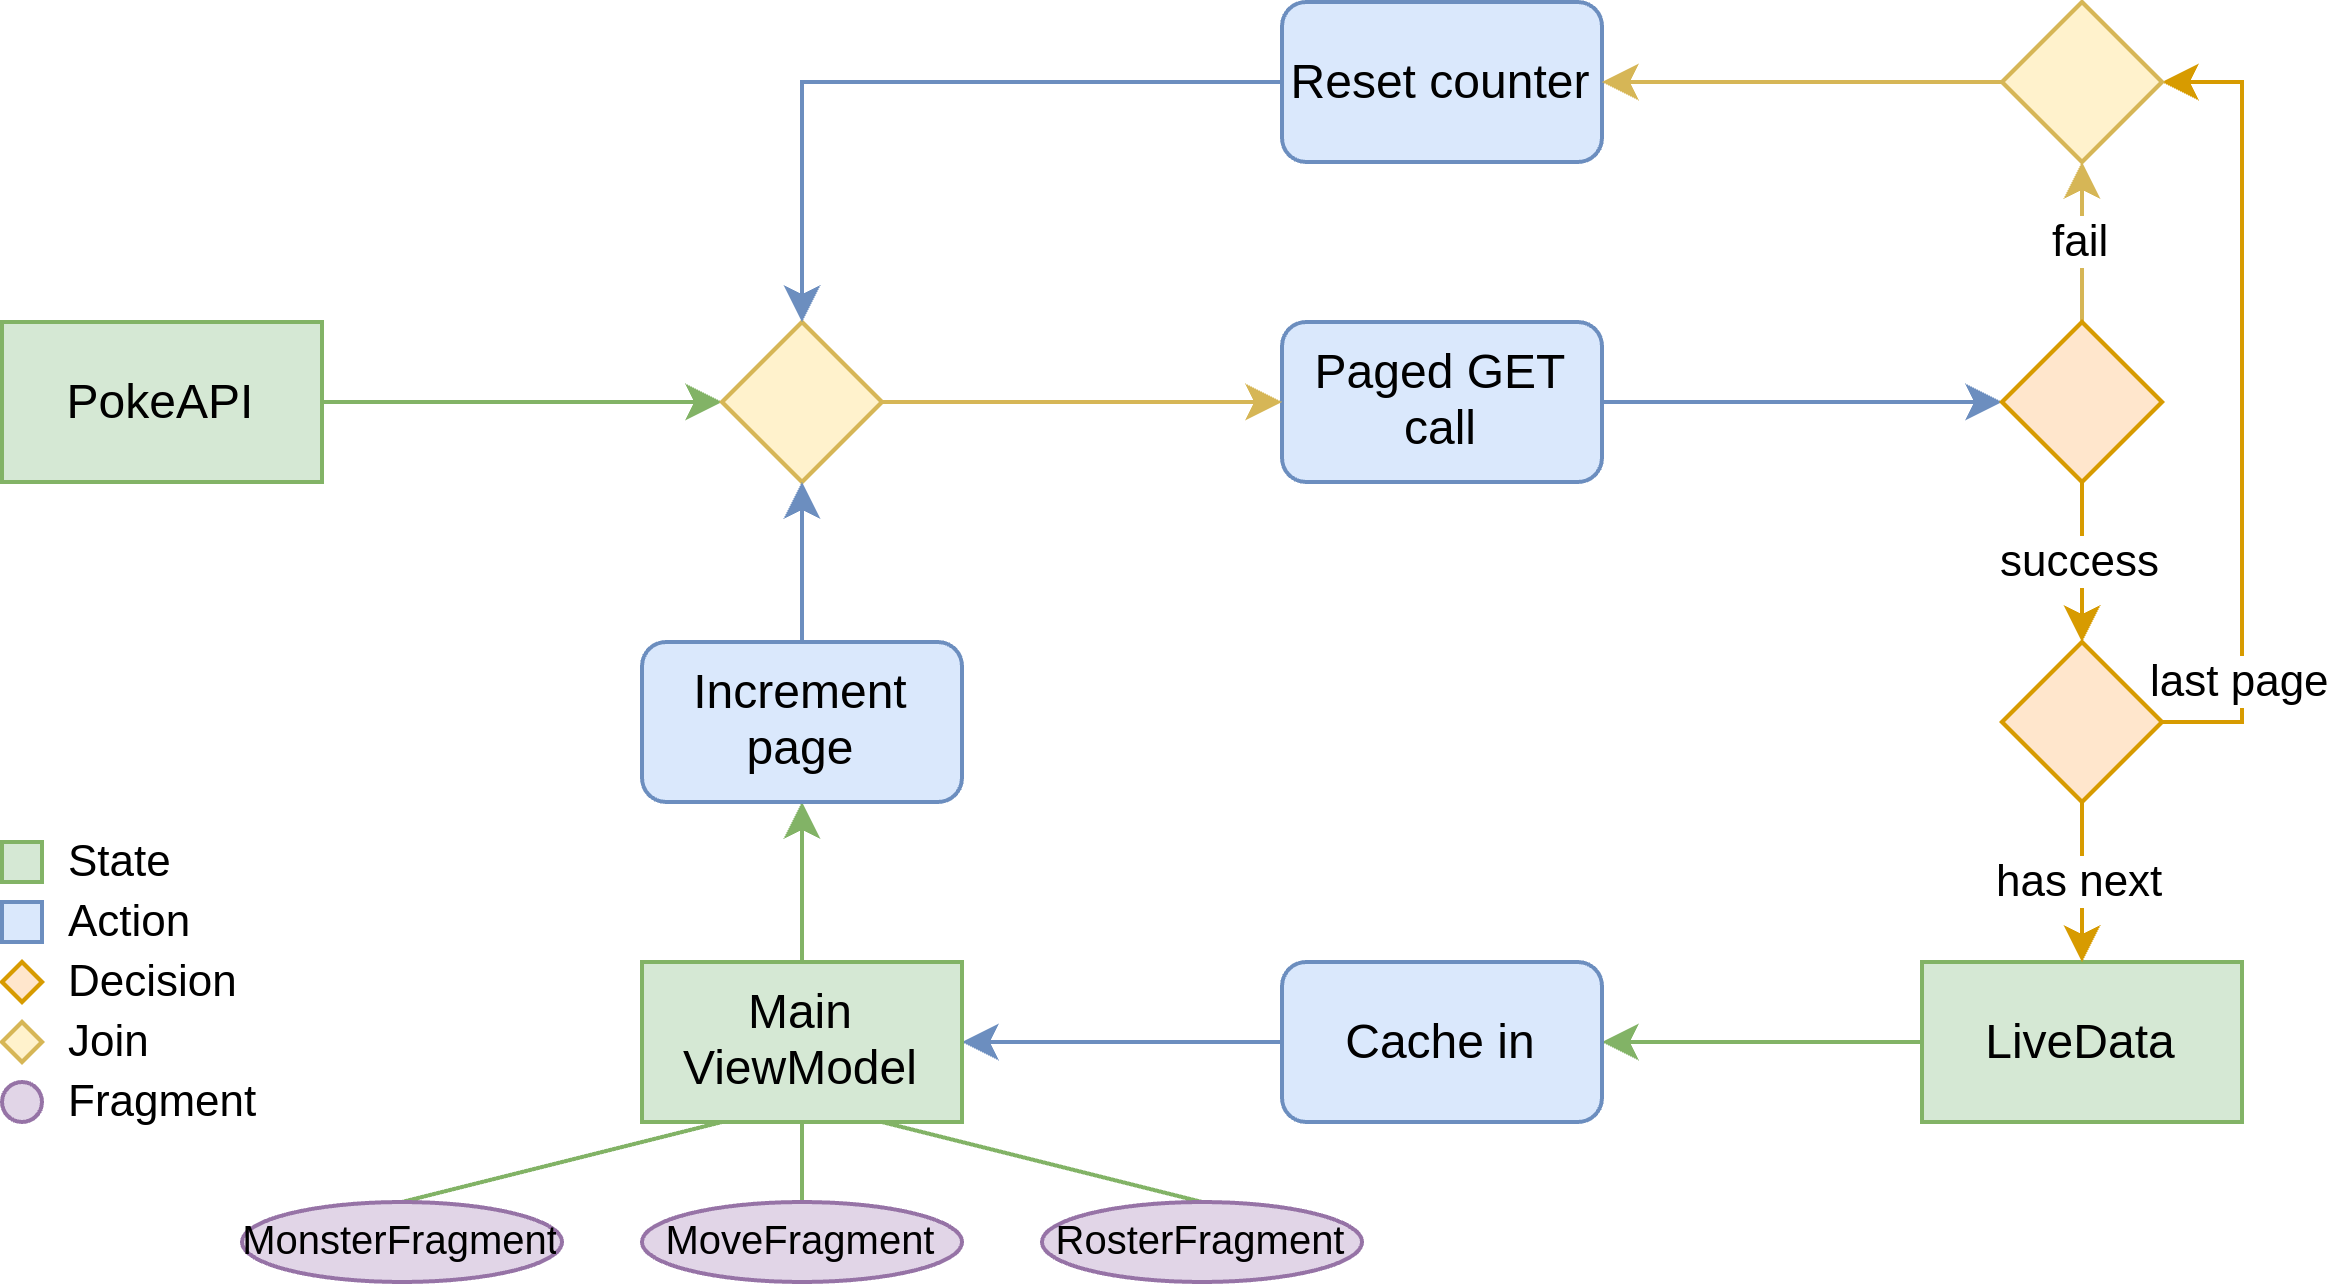 Reset counter
fail
PokeAPI
Paged GET
call
success
Increment
page
last page
has next
State
Action
Decision
Join
Fragment
Main
ViewModel
Cache in
LiveData
MonsterFragment
MoveFragment
RosterFragment